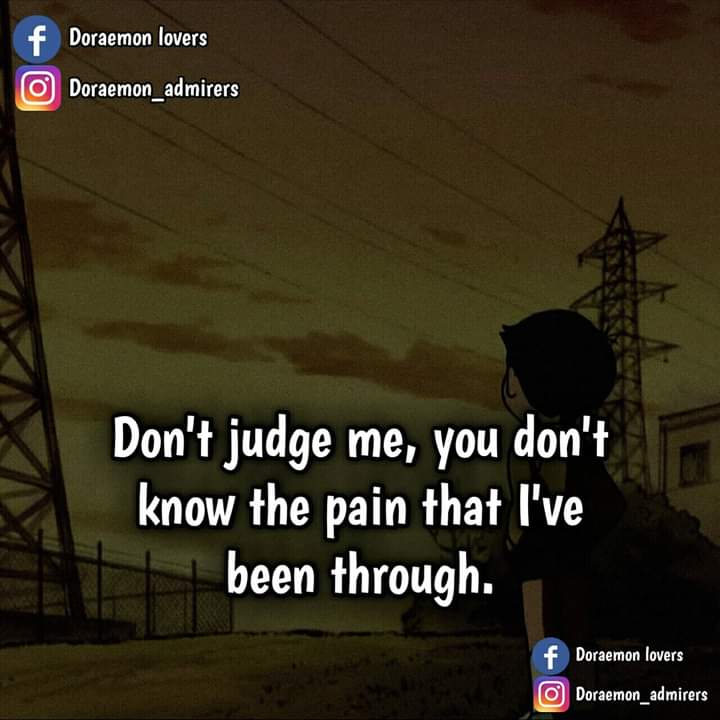 Doraemon lovers
Doraemon_admirers
Don't judge me, you don't
know the pain that I've
been through.
Doraemon lovers
Doraemon_admirers